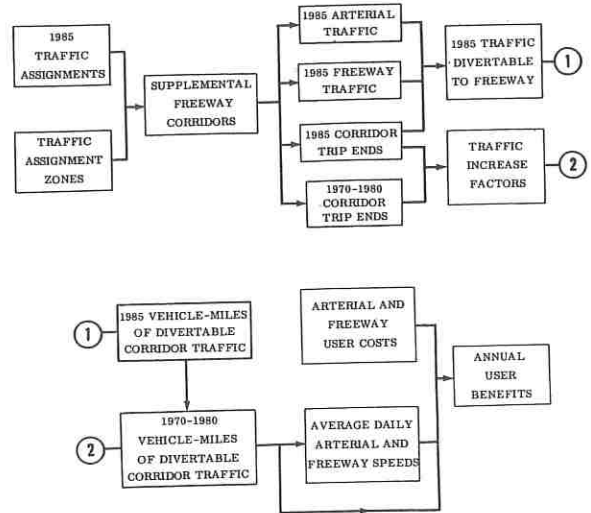 1985
TRAFFIC
ASSIGNMENTS
TRAFFIC
ASSIGNMENT
ZONES
SUPPLEMENTAL
FREEWAY
CORRIDORS
1985 ARTERIAL
TRAFFIC
1985 FREEWAY
TRAFFIC
1985 CORRIDOR
TRIP ENDS
1970-1980
CORRIDOR
TRIP ENDS
1985 TRAFFIC
DIVERTABLE
TO FREEWAY
1
TRAFFIC
INCREASE
FACTORS
2
1
1985 VEHICLE-MILES
OF DIVERTABLE
CORRIDOR TRAFFIC
2
1970-1980
VEHICLE-MILES
OF DIVERTABLE
CORRIDOR TRAFFIC
ARTERIAL AND
FREEWAY
USER COSTS
AVERAGE DAILY
ARTERIAL AND
FREEWAY SPEEDS
ANNUAL
USER
BENEFITS